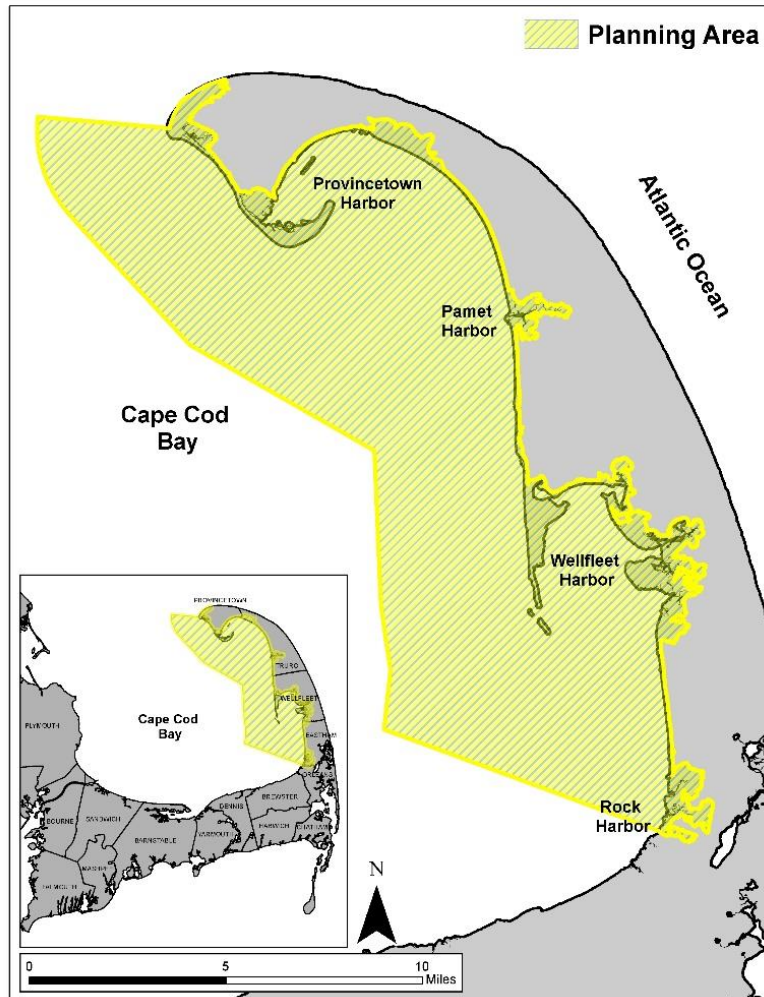 Planning Area
Provincetown
Harbor
Atlantic Ocean
Pamet
Harbor
Cape Cod
Bay
Wellfleet
Harbor
Rock
Harbor
PROVINCETOWN
TRURO
WELLFLEET
Cape Cod
Bay
EASTHAM
PLYMOUTH
ORLEANS
BREWSTER
DENNIS
BOURNE
SANDWICH
YARMOUTH
HARWICH
CHATHAM
BARNSTABLE
MASHPEE
FALMOUTH
N
0 5 10
Miles